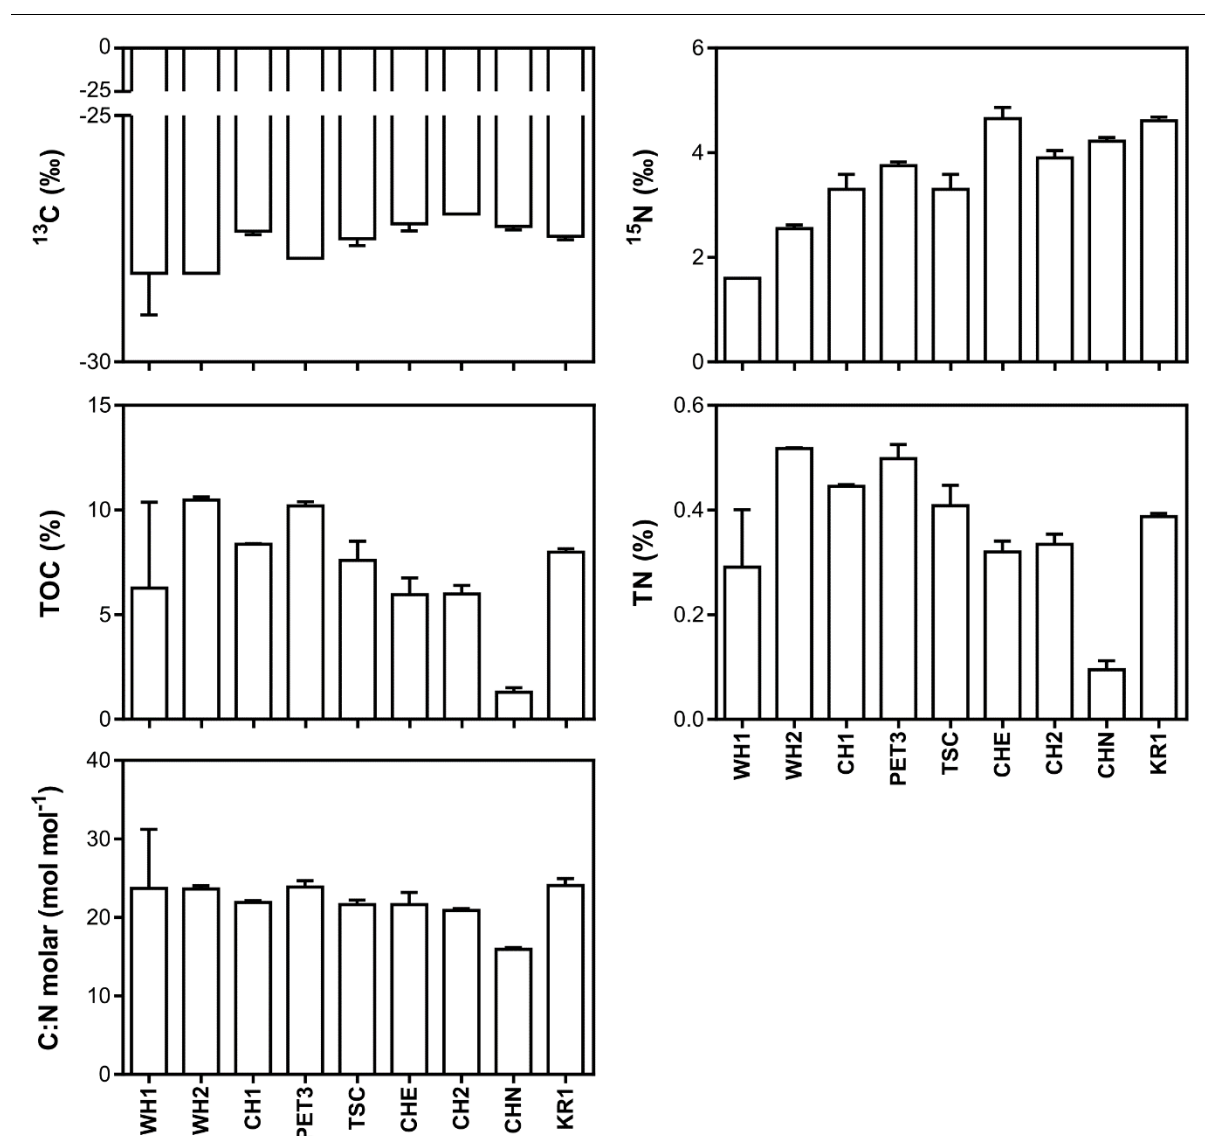 0
-25
-25
-30
13C (‰)
6
4
2
0
15N (‰)
15
10
5
0
TOC (%)
0.6
0.4
0.2
0.0
TN (%)
WH1
WH2
CH1
PET3
TSC
CHE
CH2
CHN
KR1
40
30
20
10
0
C:N molar (mol mol-1)
WH1
WH2
CH1
PET3
TSC
CHE
CH2
CHN
KR1